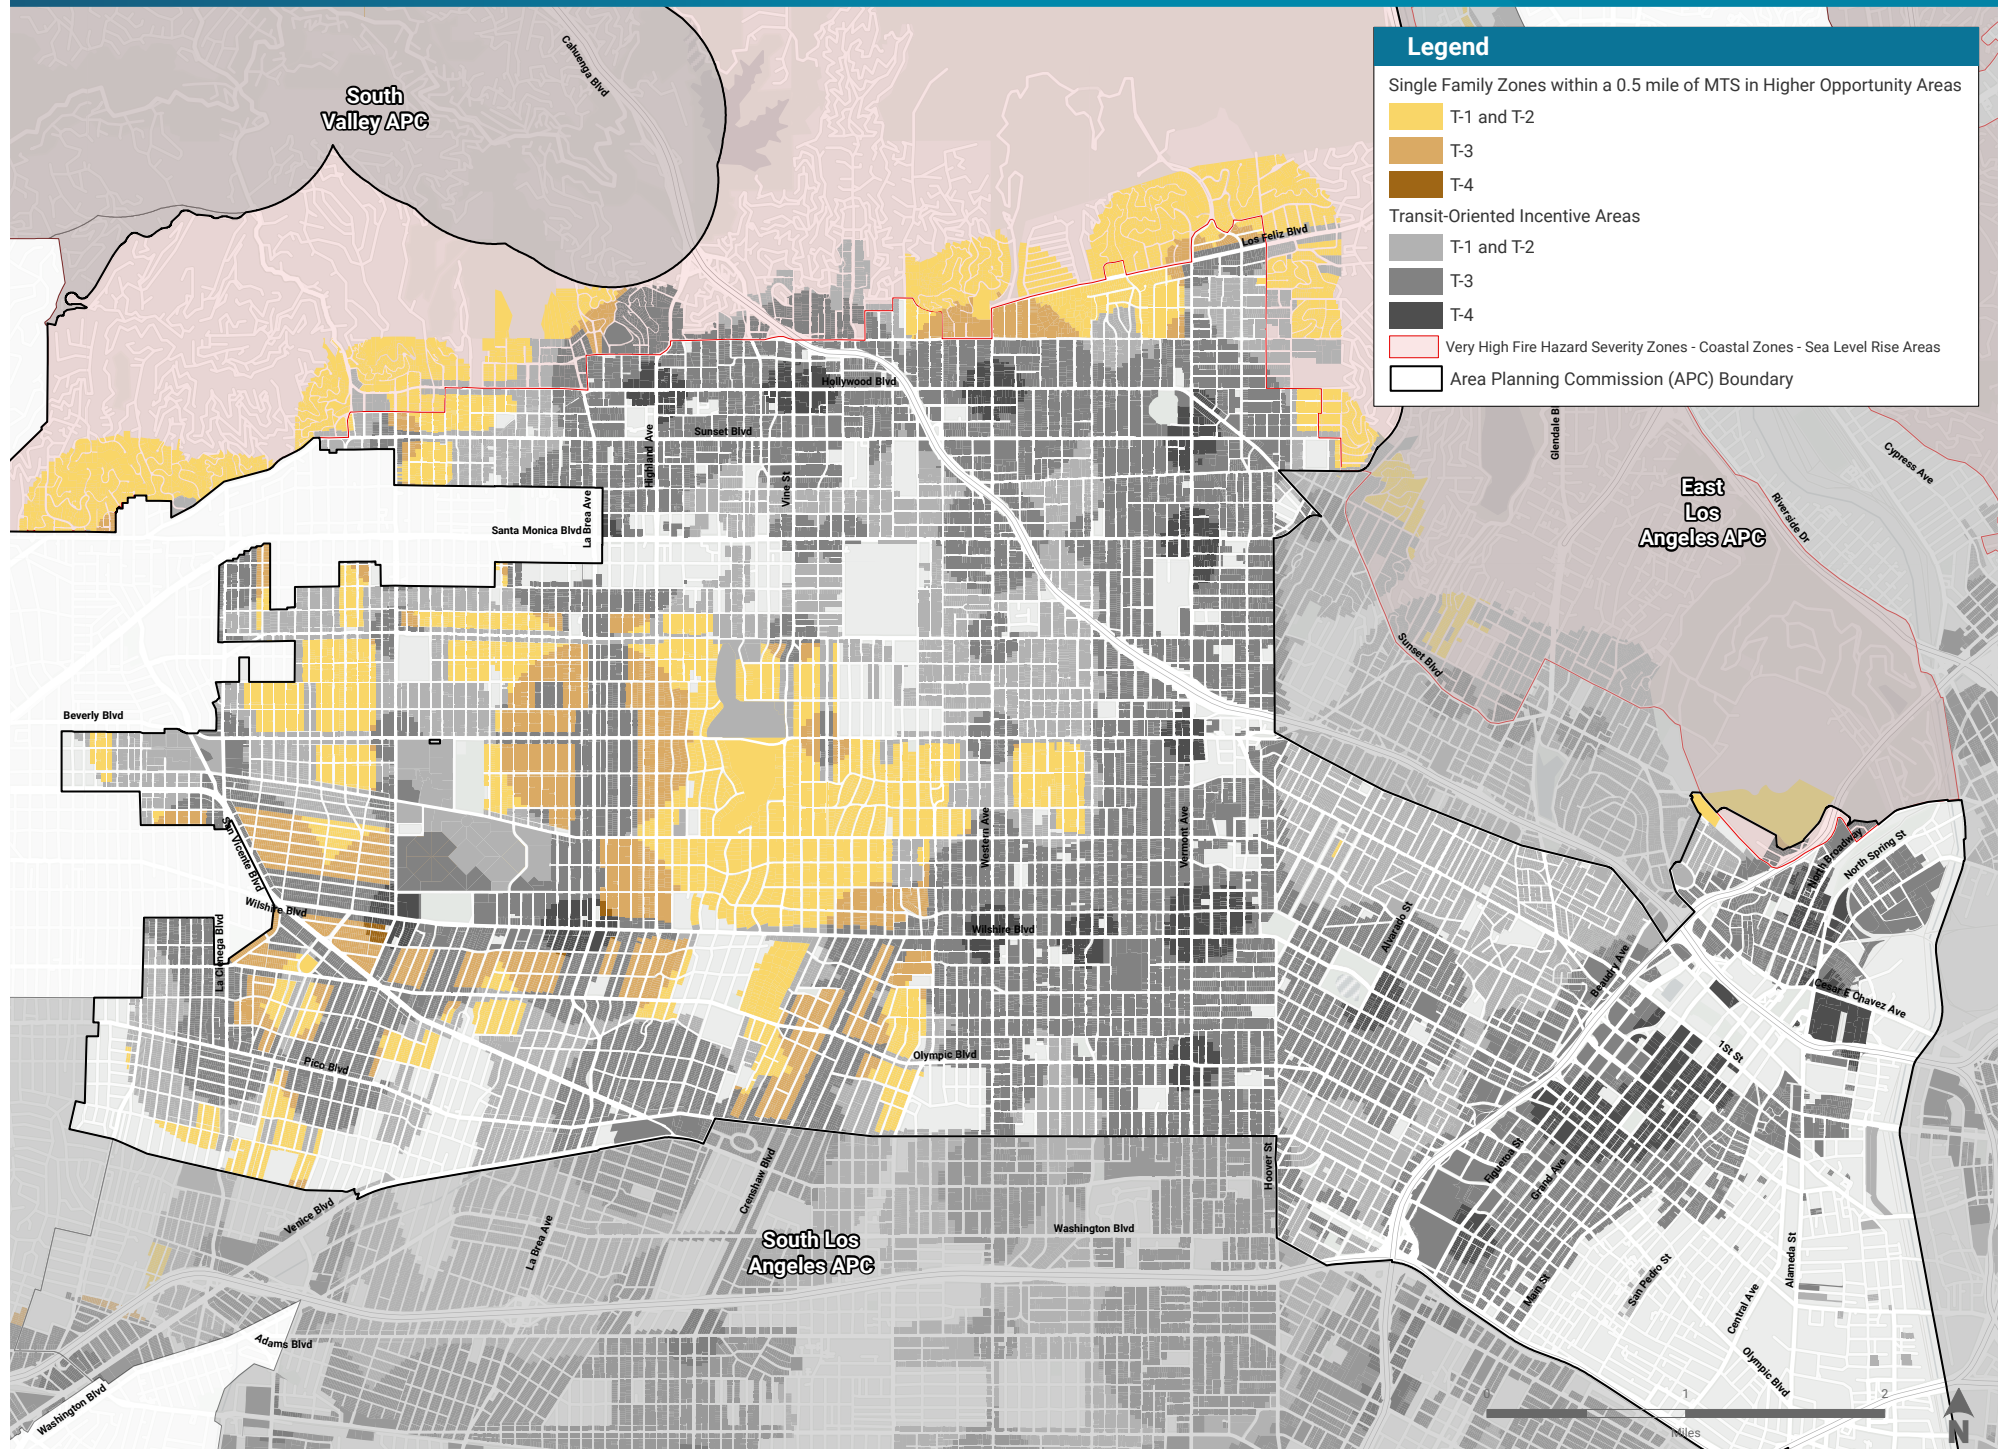 Legend
Single Family Zones within a 0.5 mile of MTS in Higher Opportunity Areas
T-1 and T-2
T-3
T-4
Transit-Oriented Incentive Areas
T-1 and T-2
T-3
T-4
Very High Fire Hazard Severity Zones - Coastal Zones - Sea Level Rise Areas
Area Planning Commission (APC) Boundary
Cahuenga Blvd
South
Valley APC
Los Feliz Blvd
Hollywood Blvd
Sunset Blvd
Highland Ave
Vine St
La Brea Ave
Santa Monica Blvd
Glendale B
Cypress Ave
Riverside Dr
East
Los
Angeles APC
Sunset Blvd
Beverly Blvd
San Vicente Blvd
Western Ave
Vermont Ave
North Broadway
North Spring St
Wilshire Blvd
La Cienega Blvd
Wilshire Blvd
Alvarado St
Beaudry Ave
Cesar E Chavez Ave
1St St
Pico Blvd
Olympic Blvd
Figueroa St
Grand Ave
Hoover St
Crenshaw Blvd
Venice Blvd
La Brea Ave
Washington Blvd
South Los
Angeles APC
Main St
San Pedro St
Central Ave
Alameda St
Olympic Blvd
Adams Blvd
Washington Blvd
0 1 2
Miles
N